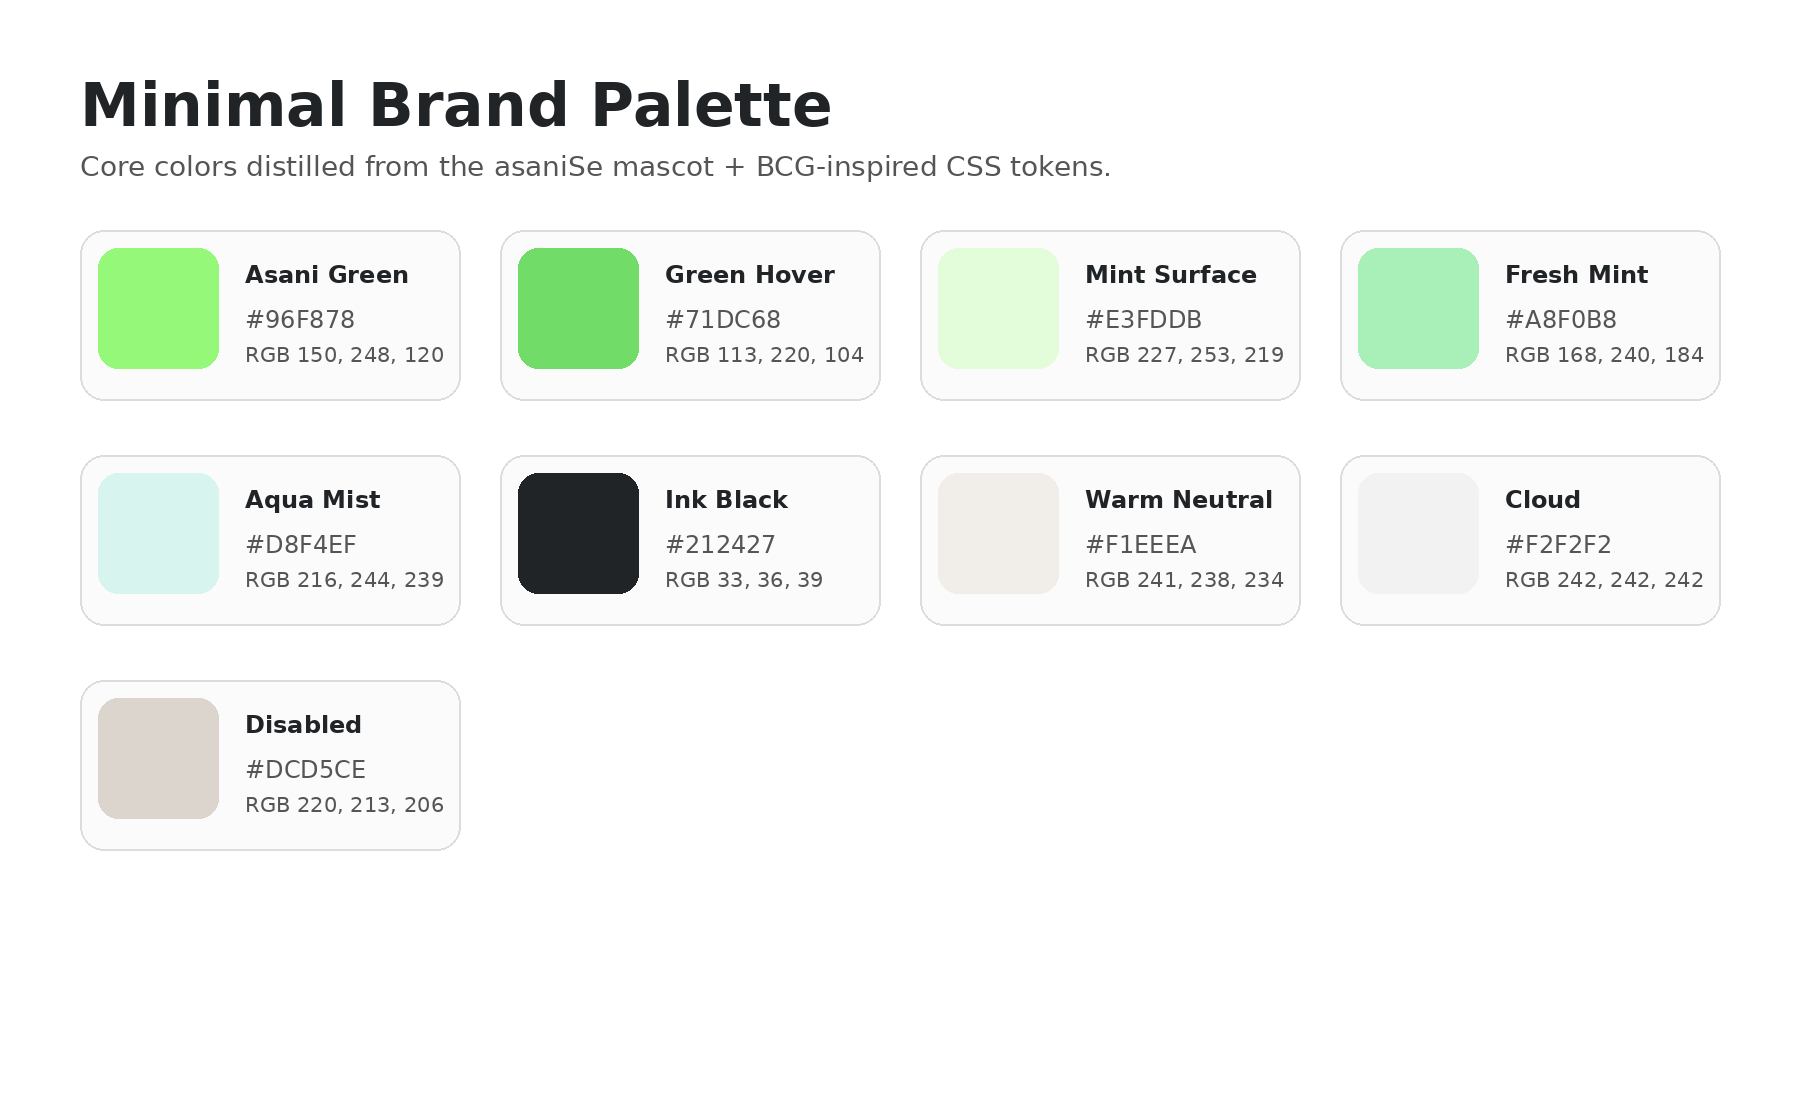 Minimal Brand Palette
Core colors distilled from the asaniSe mascot + BCG-inspired CSS tokens.
Asani Green
#96F878
RGB 150, 248, 120
Green Hover
#71DC68
RGB 113, 220, 104
Mint Surface
#E3FDDB
RGB 227, 253, 219
Fresh Mint
#A8F0B8
RGB 168, 240, 184
Aqua Mist
#D8F4EF
RGB 216, 244, 239
Ink Black
#212427
RGB 33, 36, 39
Warm Neutral
#F1EEEA
RGB 241, 238, 234
Cloud
#F2F2F2
RGB 242, 242, 242
Disabled
#DCD5CE
RGB 220, 213, 206